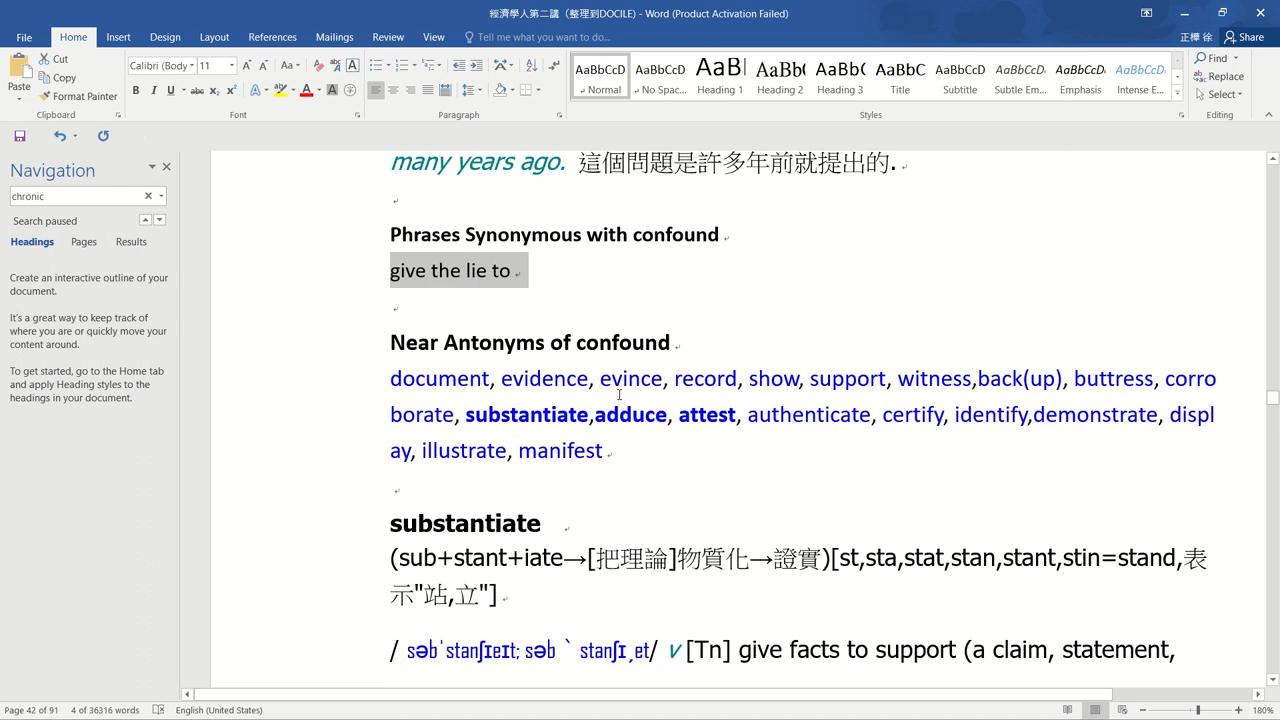 經濟學人第二講（整理到DOCILE) - Word (Product Activation Failed)
File Home Insert Design Layout References Mailings Review View Tell me what you want to do... 正樺 徐 Share
Paste Cut Copy Format Painter
Calibri (Body 11
Aa
B I U abc x₂ x² A A A
AaBbCcD AaBbCcD AaBl AaBb( AaBb( AaBbC AaBbCcD AaBbCcD AaBbCcD AaBbCcD
↲ Normal ↲ No Spac... Heading 1 Heading 2 Heading 3 Title Subtitle Subtle Em... Emphasis Intense E...
Find Replace Select
Clipboard Font Paragraph Styles Editing
Navigation
chronic
Search paused
Headings Pages Results
Create an interactive outline of your
document.
It's a great way to keep track of
where you are or quickly move your
content around.
To get started, go to the Home tab
and apply Heading styles to the
headings in your document.
many years ago. 這個問題是許多年前就提出的.
Phrases Synonymous with confound
give the lie to
Near Antonyms of confound
document, evidence, evince, record, show, support, witness,back(up), buttress, corro
borate, substantiate,adduce, attest, authenticate, certify, identify,demonstrate, displ
ay, illustrate, manifest
substantiate
(sub+stant+iate→[把理論]物質化→證實)[st,sta,stat,stan,stant,stin=stand,表
示"站,立"]
/ səbˈstanʃɪeɪt; səb ˋ stanʃɪˏet/ v [Tn] give facts to support (a claim, statement,
Page 42 of 91 4 of 36316 words English (United States) 180%